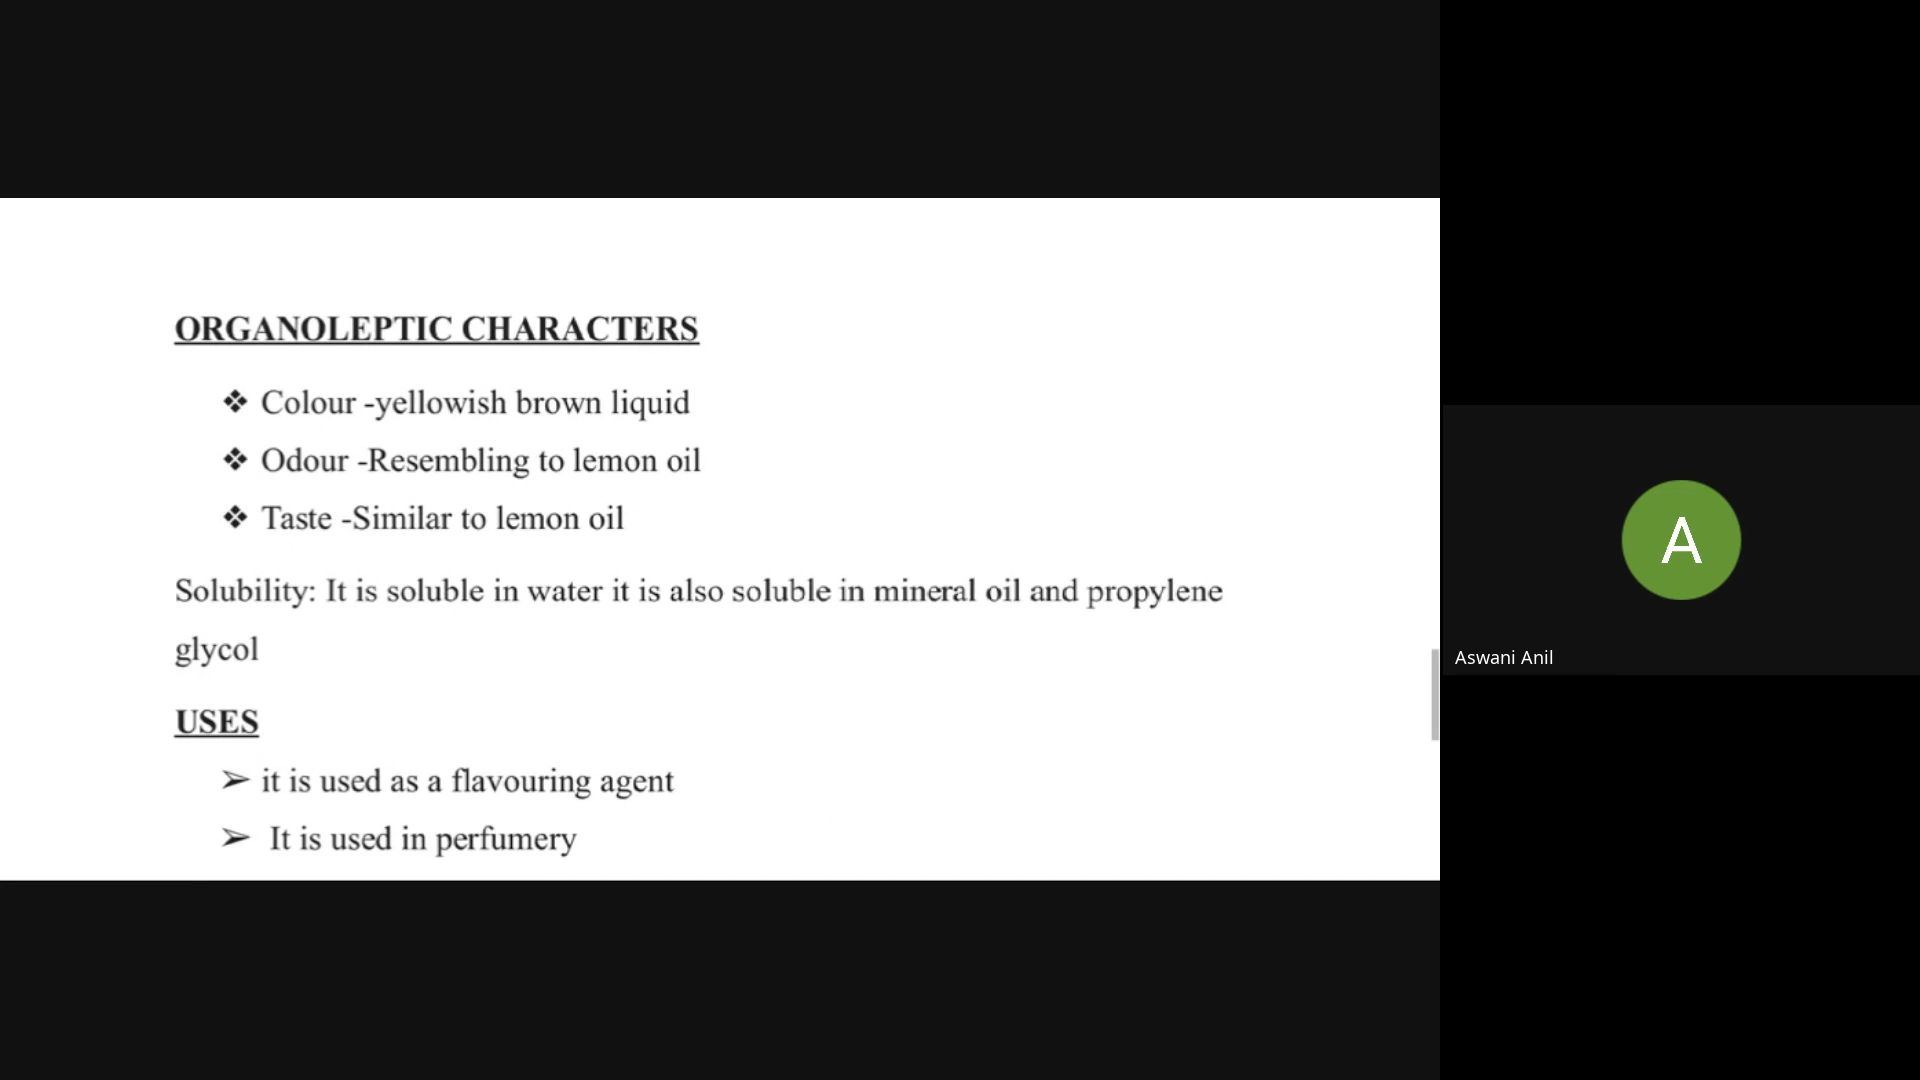 ORGANOLEPTIC CHARACTERS
❖ Colour -yellowish brown liquid
❖ Odour -Resembling to lemon oil
❖ Taste -Similar to lemon oil
Solubility: It is soluble in water it is also soluble in mineral oil and propylene
glycol
USES
➢ it is used as a flavouring agent
➢ It is used in perfumery
A
Aswani Anil